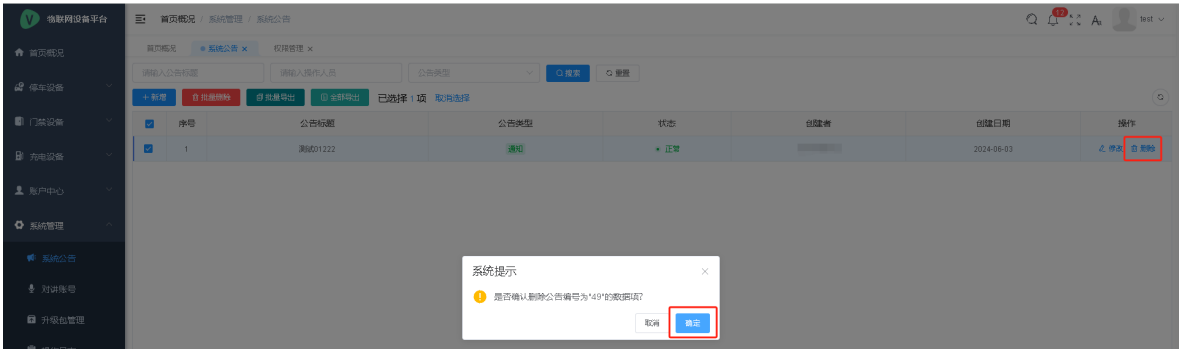 V 物联网设备平台
首页概况 / 系统管理 / 系统公告
12
test
首页概况
首页概况 系统公告 × 权限管理 ×
停车设备
请输入公告标题 请输入操作人员 公告类型 搜索 重置
+ 新增 批量删除 批量导出 全部导出 已选择 1 项 取消选择
门禁设备
序号 公告标题 公告类型 状态 创建者 创建日期 操作
充电设备
1 测试01222 通知 正常 2024-06-03 修改 删除
账户中心
系统管理
系统公告
对讲账号
升级包管理
系统提示 ×
是否确认删除公告编号为"49"的数据项?
取消 确定